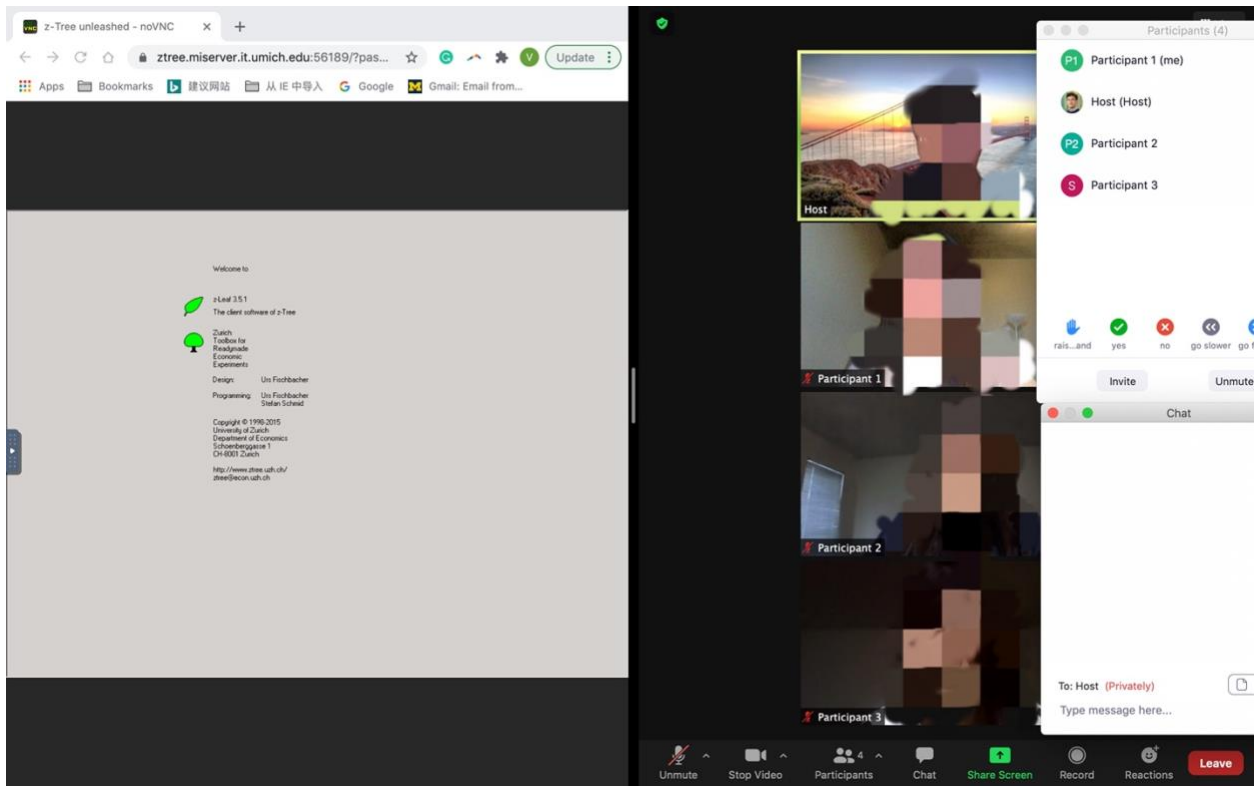 z-Tree unleashed - noVNC
ztree.miserver.it.umich.edu:56189/?pas...
V
Update
Apps
Bookmarks
建议网站
从 IE 中导入
Google
Gmail: Email from...
Welcome to
z-Leaf 3.5.1
The client software of z-Tree
Zurich
Toolbox for
Readymade
Economic
Experiments
Design: Urs Fischbacher
Programming: Urs Fischbacher
Stefan Schmid
Copyright © 1998-2015
University of Zurich
Department of Economics
Schoenberggasse 1
CH-8001 Zurich
http://www.ztree.uzh.ch/
ztree@econ.uzh.ch
Host
Participant 1
Participant 2
Participant 3
Participants (4)
P1 Participant 1 (me)
Host (Host)
P2 Participant 2
S Participant 3
rais...and
yes
no
go slower
Invite
Unmute
Chat
To: Host (Privately)
Type message here...
Unmute
Stop Video
4
Participants
Chat
Share Screen
Record
Reactions
Leave